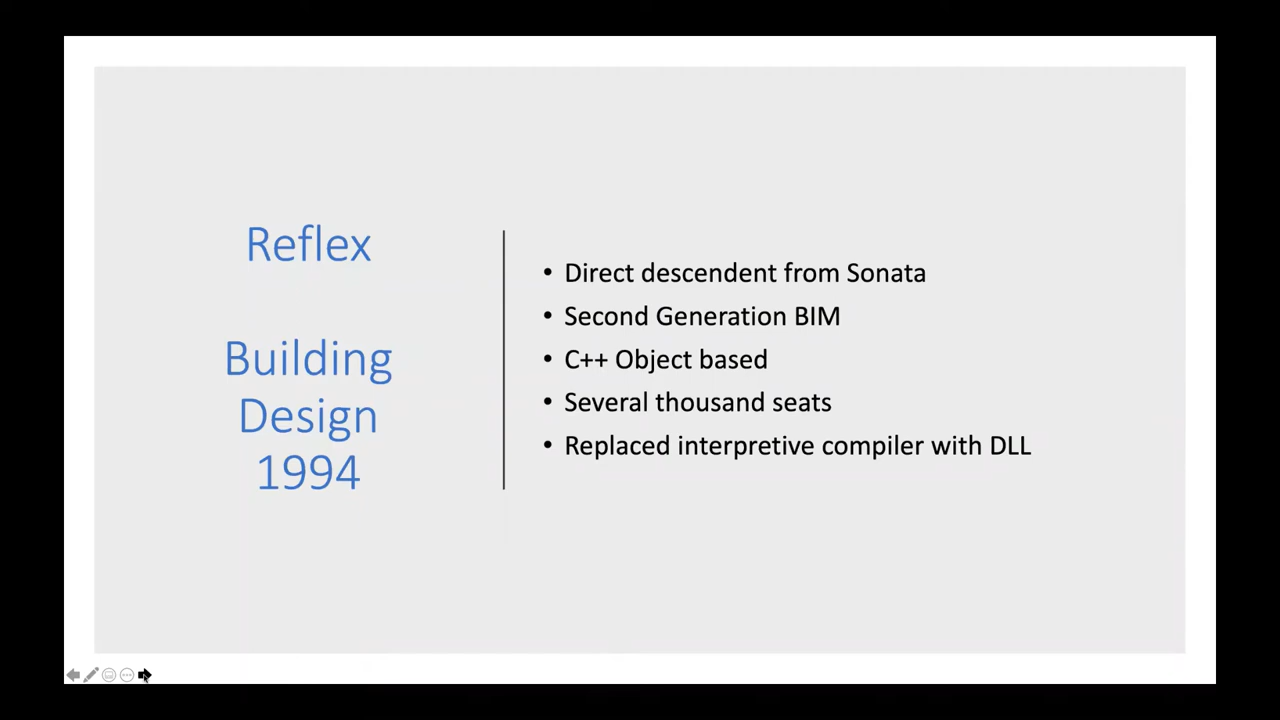 Reflex
Building
Design
1994
• Direct descendent from Sonata
• Second Generation BIM
• C++ Object based
• Several thousand seats
• Replaced interpretive compiler with DLL